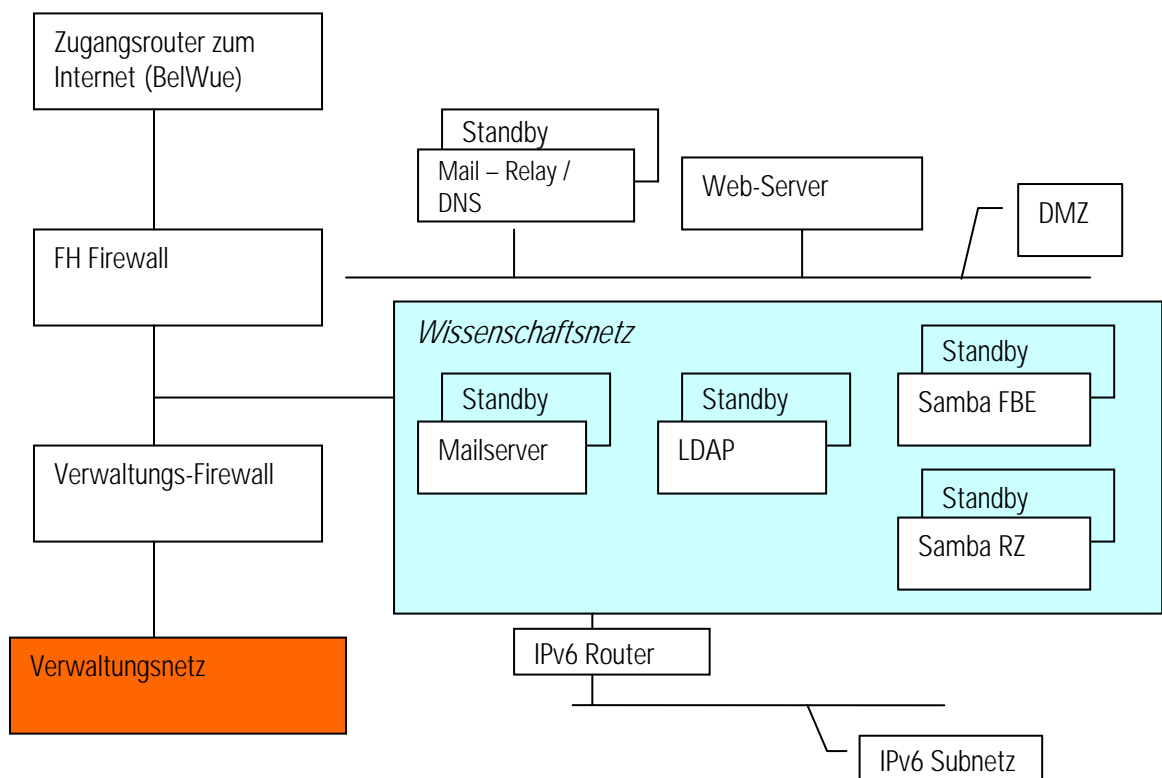 Zugangsrouter zum
Internet (BelWue)
Standby
Mail – Relay /
DNS
Web-Server
DMZ
FH Firewall
Wissenschaftsnetz
Standby
Samba FBE
Standby
Mailserver
Standby
LDAP
Verwaltungs-Firewall
Standby
Samba RZ
IPv6 Router
Verwaltungsnetz
IPv6 Subnetz